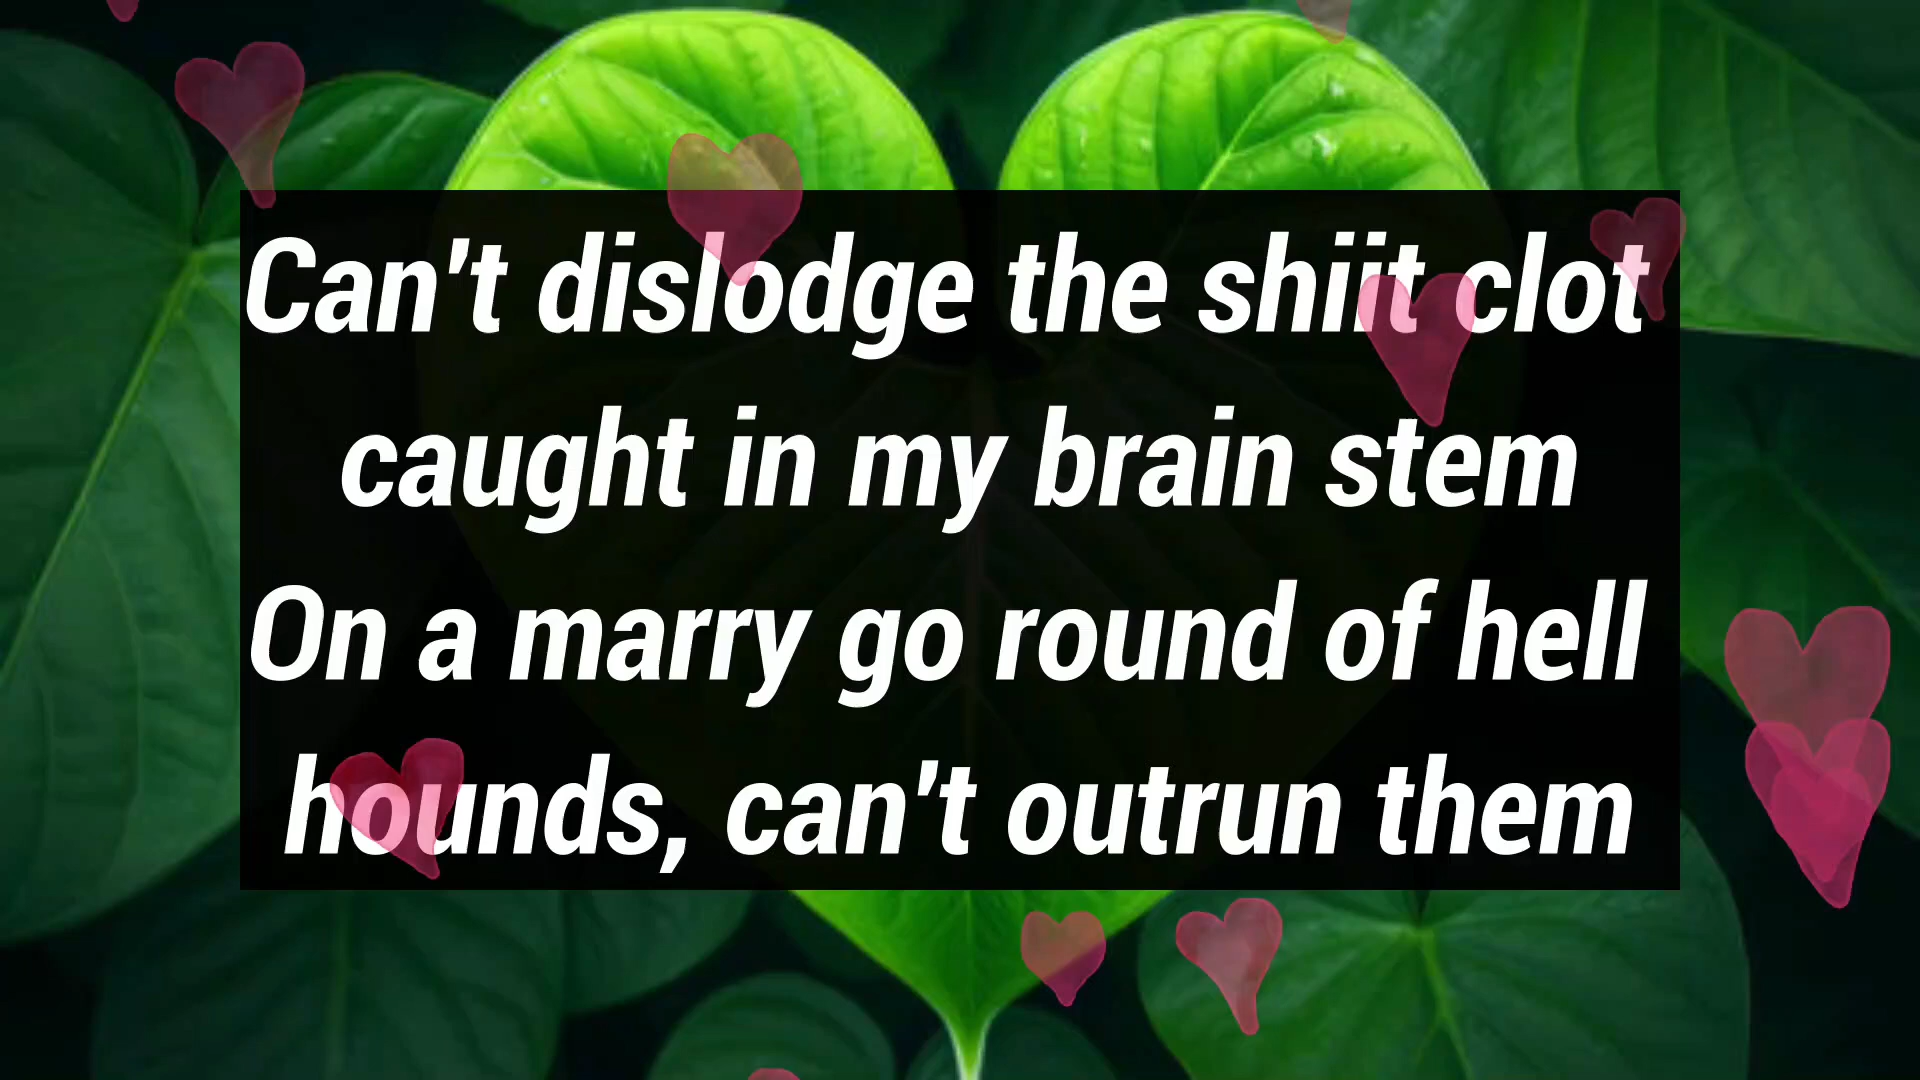 Can't dislodge the shiit clot
caught in my brain stem
On a marry go round of hell
hounds, can't outrun them